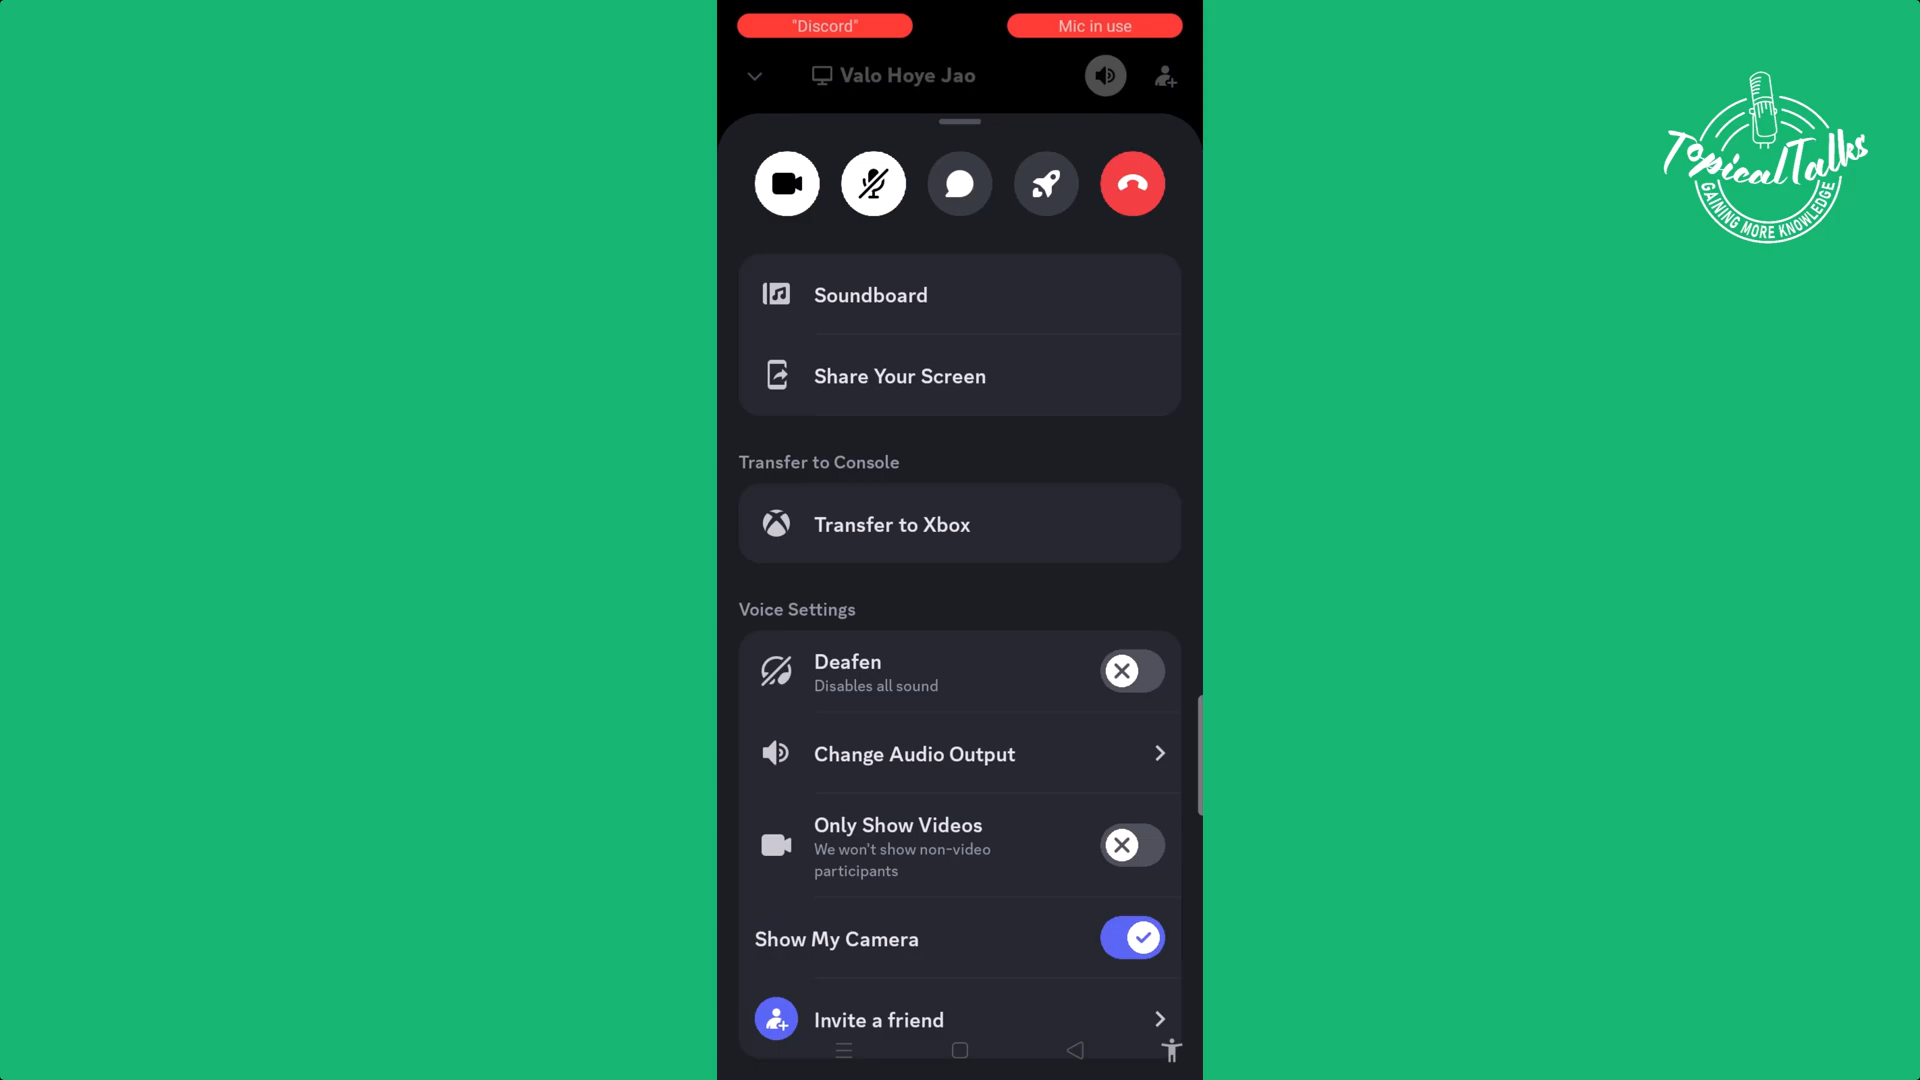 "Discord"
Mic in use
Valo Hoye Jao
TopicalTalks
GAINING MORE KNOWLEDGE
Soundboard
Share Your Screen
Transfer to Console
Transfer to Xbox
Voice Settings
Deafen
Disables all sound
Change Audio Output
Only Show Videos
We won't show non-video
participants
Show My Camera
Invite a friend